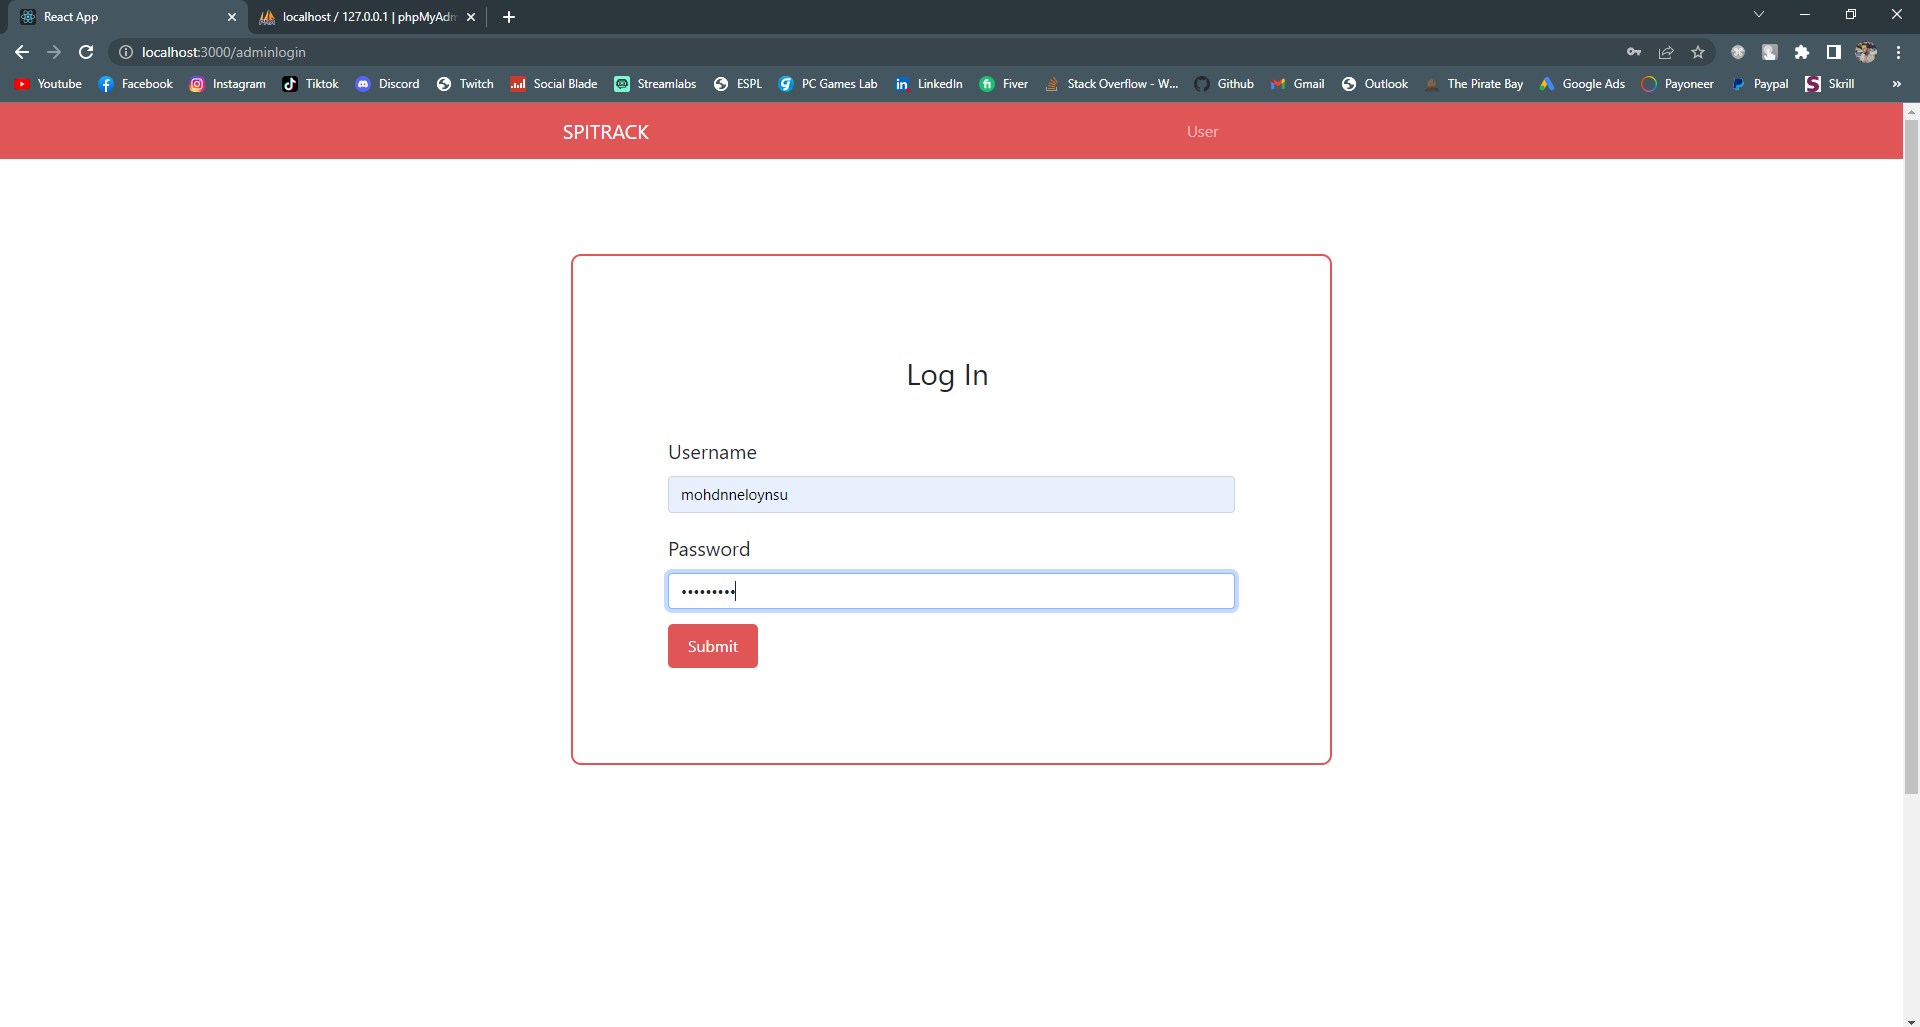 React App
localhost / 127.0.0.1 | phpMyAdm
localhost:3000/adminlogin
Youtube Facebook Instagram Tiktok Discord Twitch Social Blade Streamlabs ESPL PC Games Lab LinkedIn Fiver Stack Overflow - W... Github Gmail Outlook The Pirate Bay Google Ads Payoneer Paypal Skrill »
SPITRACK
User
Log In
Username
mohdnneloynsu
Password
Submit